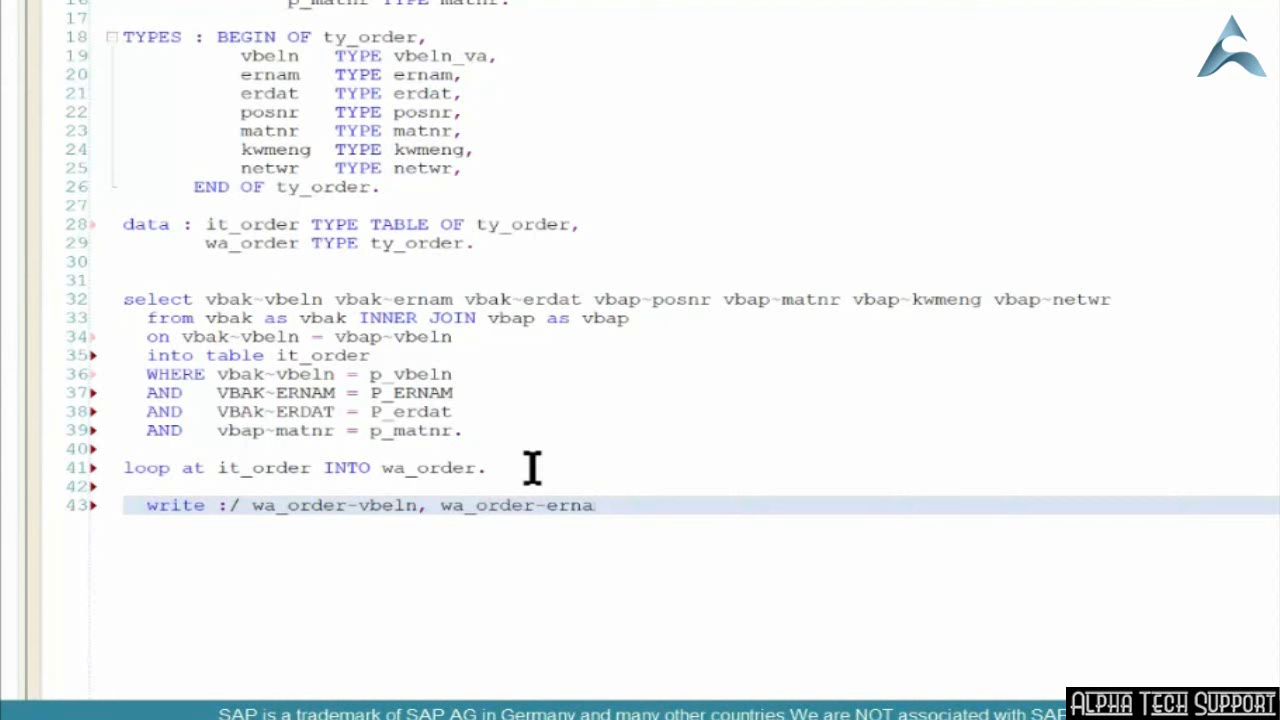 16 p_matnr TYPE matnr.
17
18 TYPES : BEGIN OF ty_order,
19 vbeln TYPE vbeln_va,
20 ernam TYPE ernam,
21 erdat TYPE erdat,
22 posnr TYPE posnr,
23 matnr TYPE matnr,
24 kwmeng TYPE kwmeng,
25 netwr TYPE netwr,
26 END OF ty_order.
27
28 data : it_order TYPE TABLE OF ty_order,
29 wa_order TYPE ty_order.
30
31
32 select vbak~vbeln vbak~ernam vbak~erdat vbap~posnr vbap~matnr vbap~kwmeng vbap~netwr
33 from vbak as vbak INNER JOIN vbap as vbap
34 on vbak~vbeln = vbap~vbeln
35 into table it_order
36 WHERE vbak~vbeln = p_vbeln
37 AND VBAK~ERNAM = P_ERNAM
38 AND VBAk~ERDAT = P_erdat
39 AND vbap~matnr = p_matnr.
40
41 loop at it_order INTO wa_order.
42
43 write :/ wa_order-vbeln, wa_order-erna
SAP is a trademark of SAP AG in Germany and many other countries We are NOT associated with SAP
ALPHA TECH SUPPORT